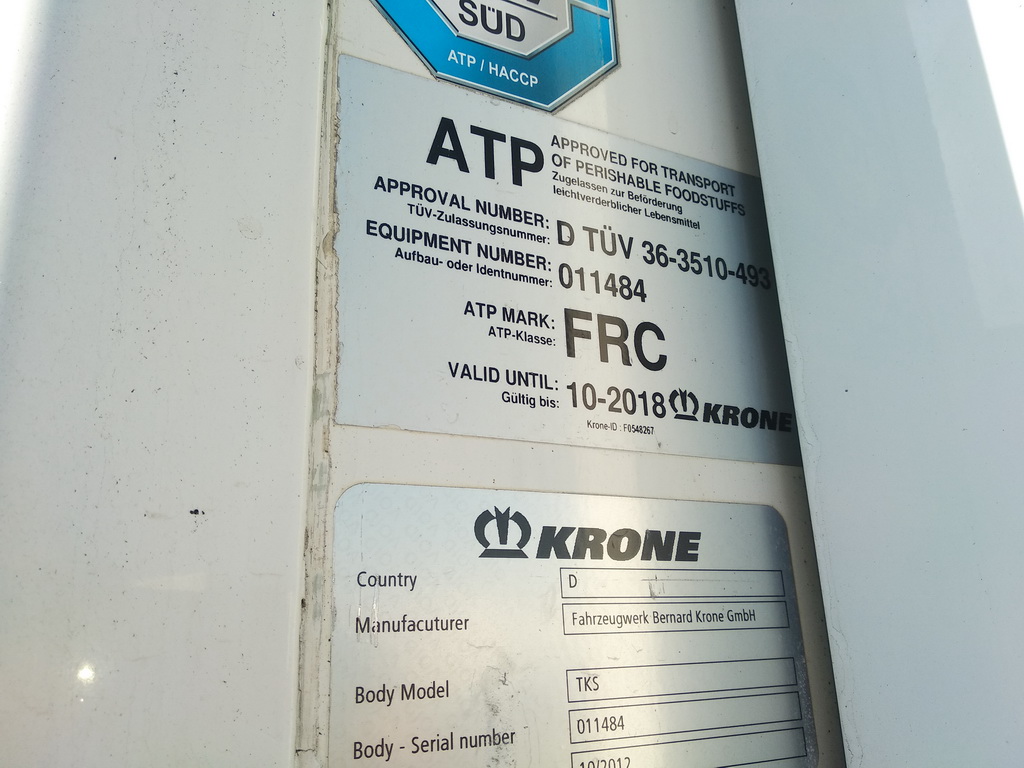 SÜD
ATP / HACCP
ATP
APPROVED FOR TRANSPORT
OF PERISHABLE FOODSTUFFS
Zugelassen zur Beförderung
leichtverderblicher Lebensmittel
APPROVAL NUMBER: D TÜV 36-3510-493
TÜV-Zulassungsnummer:
EQUIPMENT NUMBER: 011484
Aufbau- oder Identnummer:
ATP MARK: FRC
ATP-Klasse:
VALID UNTIL: 10-2018 KRONE
Gültig bis:
Krone-ID : F0548267
KRONE
Country D
Manufacuturer Fahrzeugwerk Bernard Krone GmbH
Body Model TKS
Body - Serial number 011484
10/2012